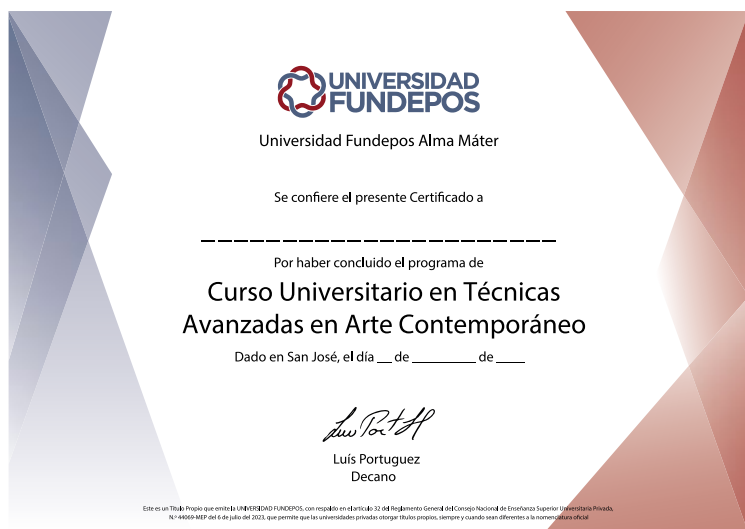 UNIVERSIDAD
FUNDEPOS
Universidad Fundepos Alma Máter
Se confiere el presente Certificado a
______________________
Por haber concluido el programa de
Curso Universitario en Técnicas
Avanzadas en Arte Contemporáneo
Dado en San José, el día __ de ________ de ____
Luís Portuguez
Decano
Este es un Título Propio que emite la UNIVERSIDAD FUNDEPOS, con respaldo en el artículo 32 del Reglamento General del Consejo Nacional de Enseñanza Superior Universitaria Privada,
N.º 44069-MEP del 6 de julio del 2023, que permite que las universidades privadas otorgar títulos propios, siempre y cuando sean diferentes a la nomenclatura oficial